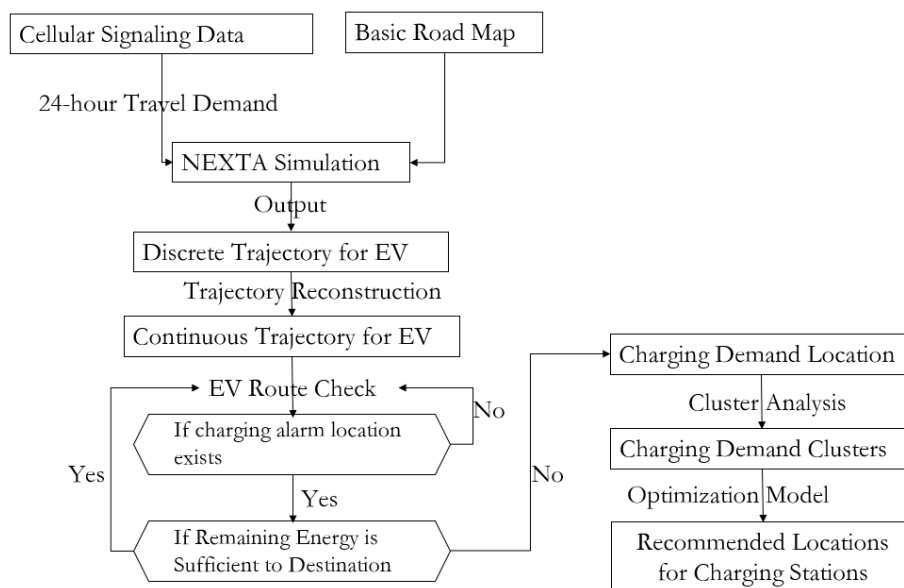 Cellular Signaling Data
Basic Road Map
24-hour Travel Demand
NEXTA Simulation
Output
Discrete Trajectory for EV
Trajectory Reconstruction
Continuous Trajectory for EV
EV Route Check
No
If charging alarm location
exists
Yes
Yes
If Remaining Energy is
Sufficient to Destination
No
Charging Demand Location
Cluster Analysis
Charging Demand Clusters
Optimization Model
Recommended Locations
for Charging Stations